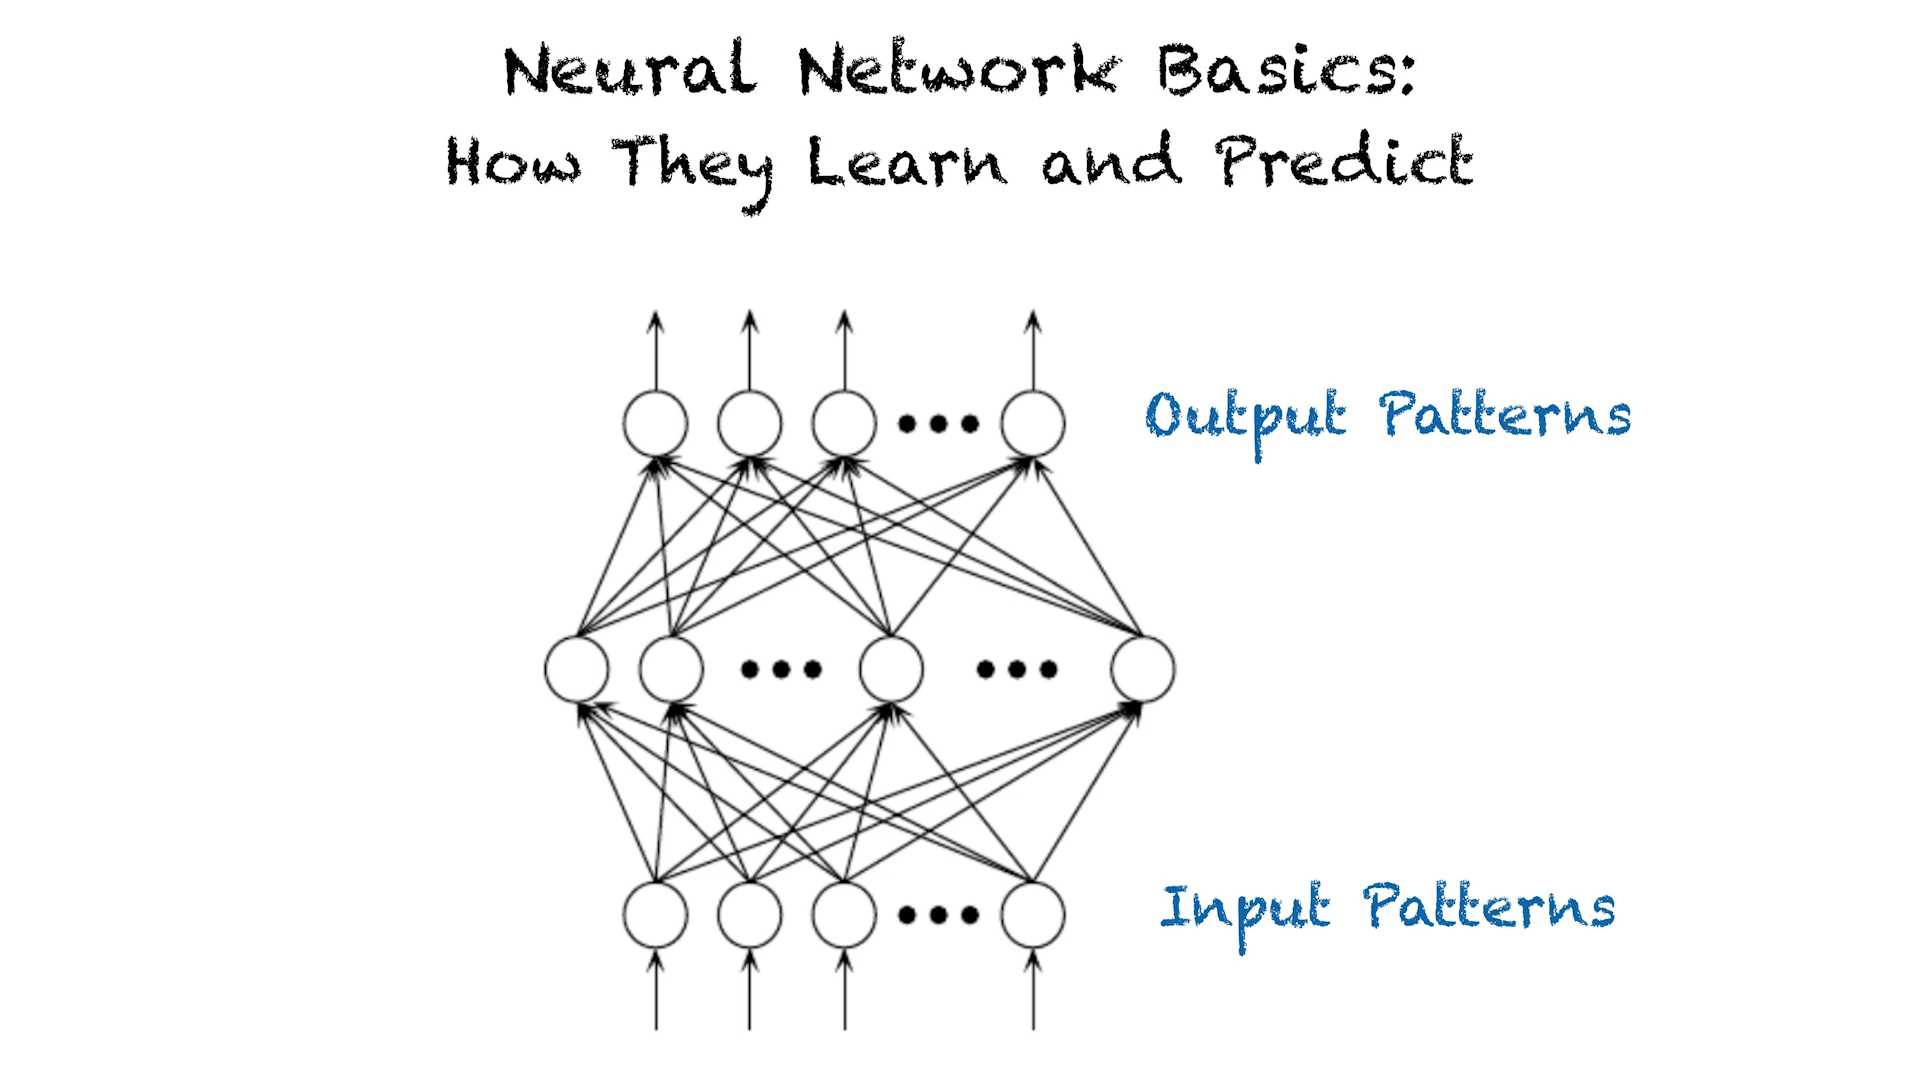 Neural Network Basics:
How They Learn and Predict
Output Patterns
Input Patterns